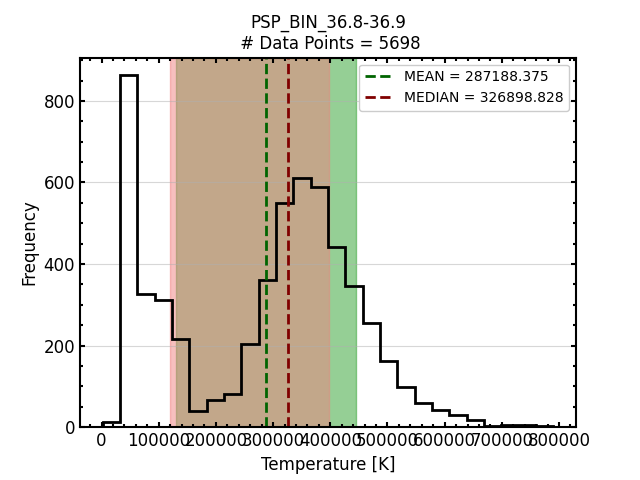 PSP_BIN_36.8-36.9
# Data Points = 5698
MEAN = 287188.375
MEDIAN = 326898.828
Frequency
800
600
400
200
0
0 100000 200000 300000 400000 500000 600000 700000 800000
Temperature [K]